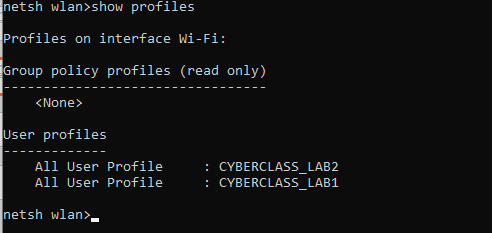 netsh wlan>show profiles
Profiles on interface Wi-Fi:
Group policy profiles (read only)
---------------------------------
    <None>
User profiles
-------------
    All User Profile     : CYBERCLASS_LAB2
    All User Profile     : CYBERCLASS_LAB1
netsh wlan>